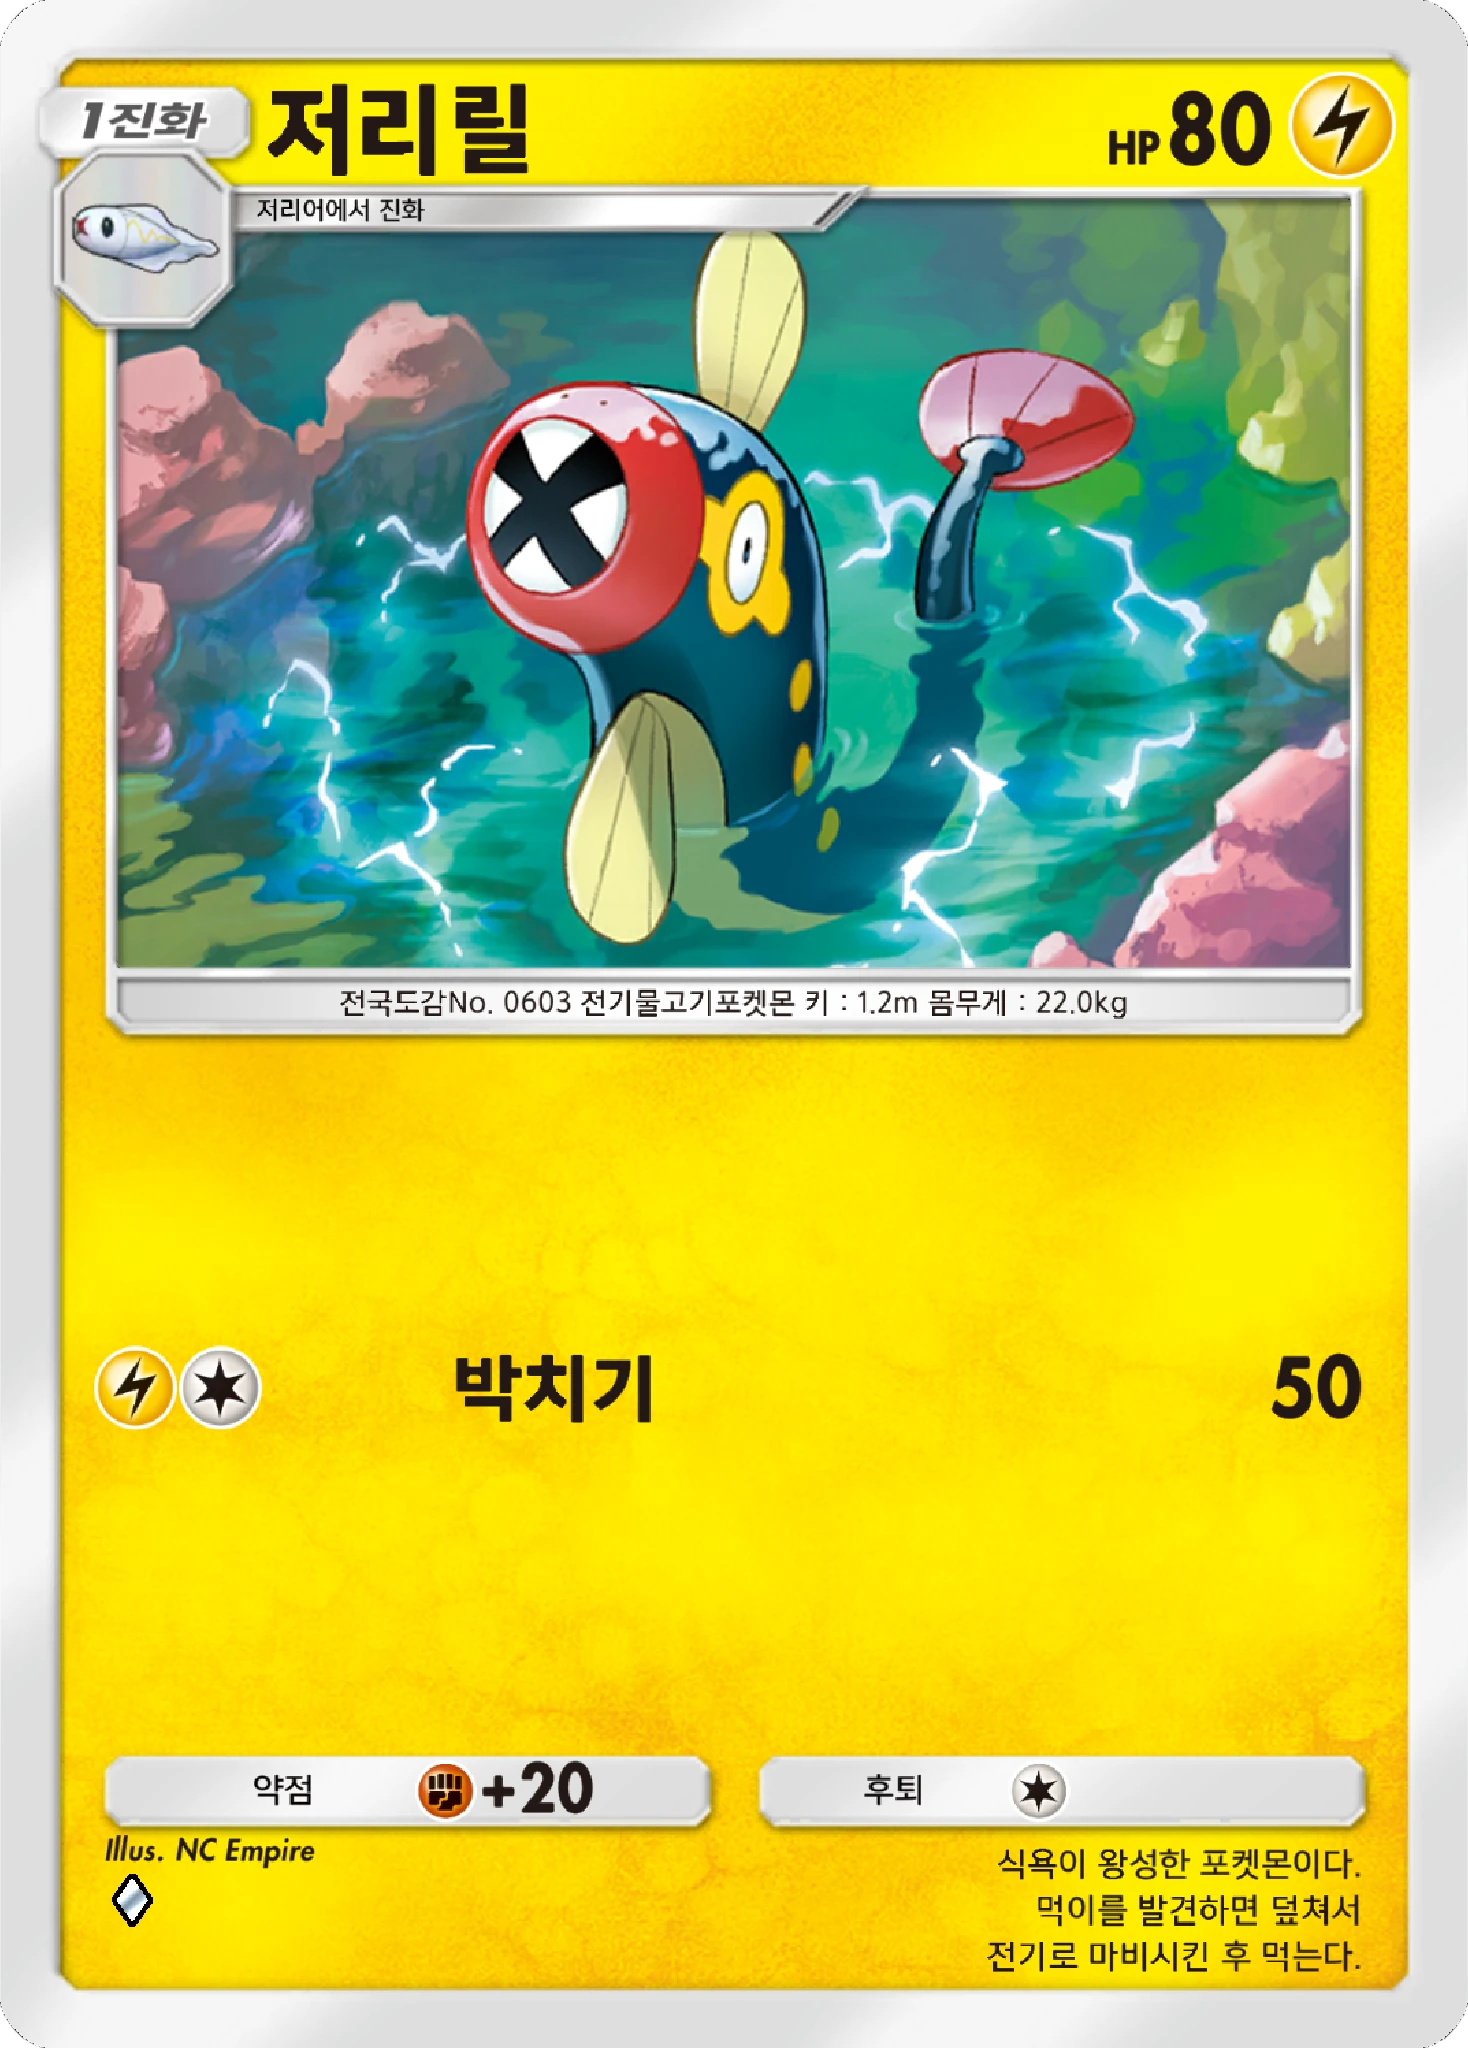 1진화
저리릴
HP 80
저리어에서 진화
전국도감No. 0603 전기물고기포켓몬 키 : 1.2m 몸무게 : 22.0kg
박치기 50
약점 +20
후퇴
Illus. NC Empire
식욕이 왕성한 포켓몬이다.
먹이를 발견하면 덮쳐서
전기로 마비시킨 후 먹는다.